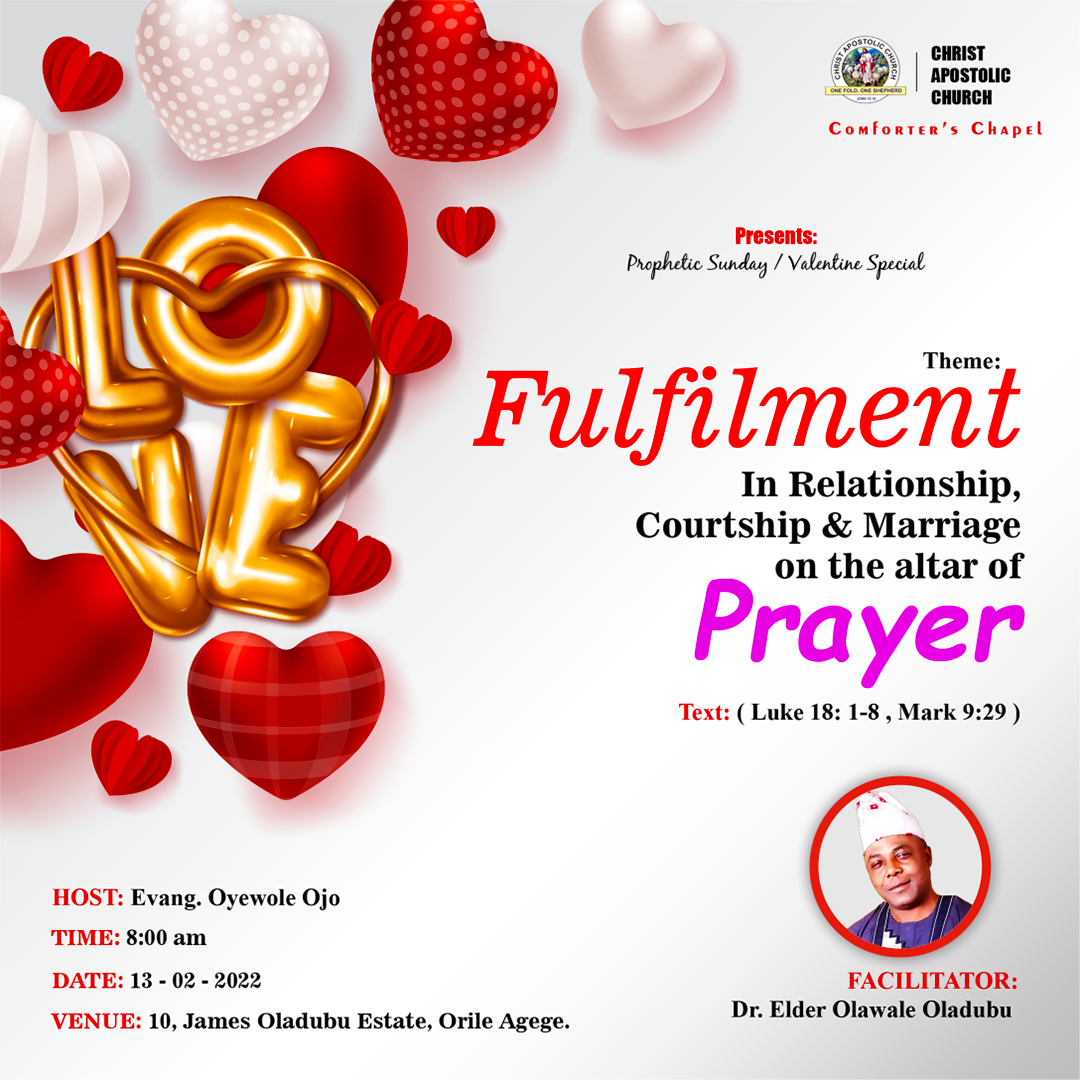 CHRIST APOSTOLIC CHURCH
ONE FOLD, ONE SHEPHERD
JOHN 10:16
CHRIST
APOSTOLIC
CHURCH
Comforter's Chapel
Presents:
Prophetic Sunday / Valentine Special
LOVE
Theme:
Fulfilment
In Relationship,
Courtship & Marriage
on the altar of
Prayer
Text: ( Luke 18: 1-8 , Mark 9:29 )
HOST: Evang. Oyewole Ojo
TIME: 8:00 am
DATE: 13 - 02 - 2022
VENUE: 10, James Oladubu Estate, Orile Agege.
FACILITATOR:
Dr. Elder Olawale Oladubu